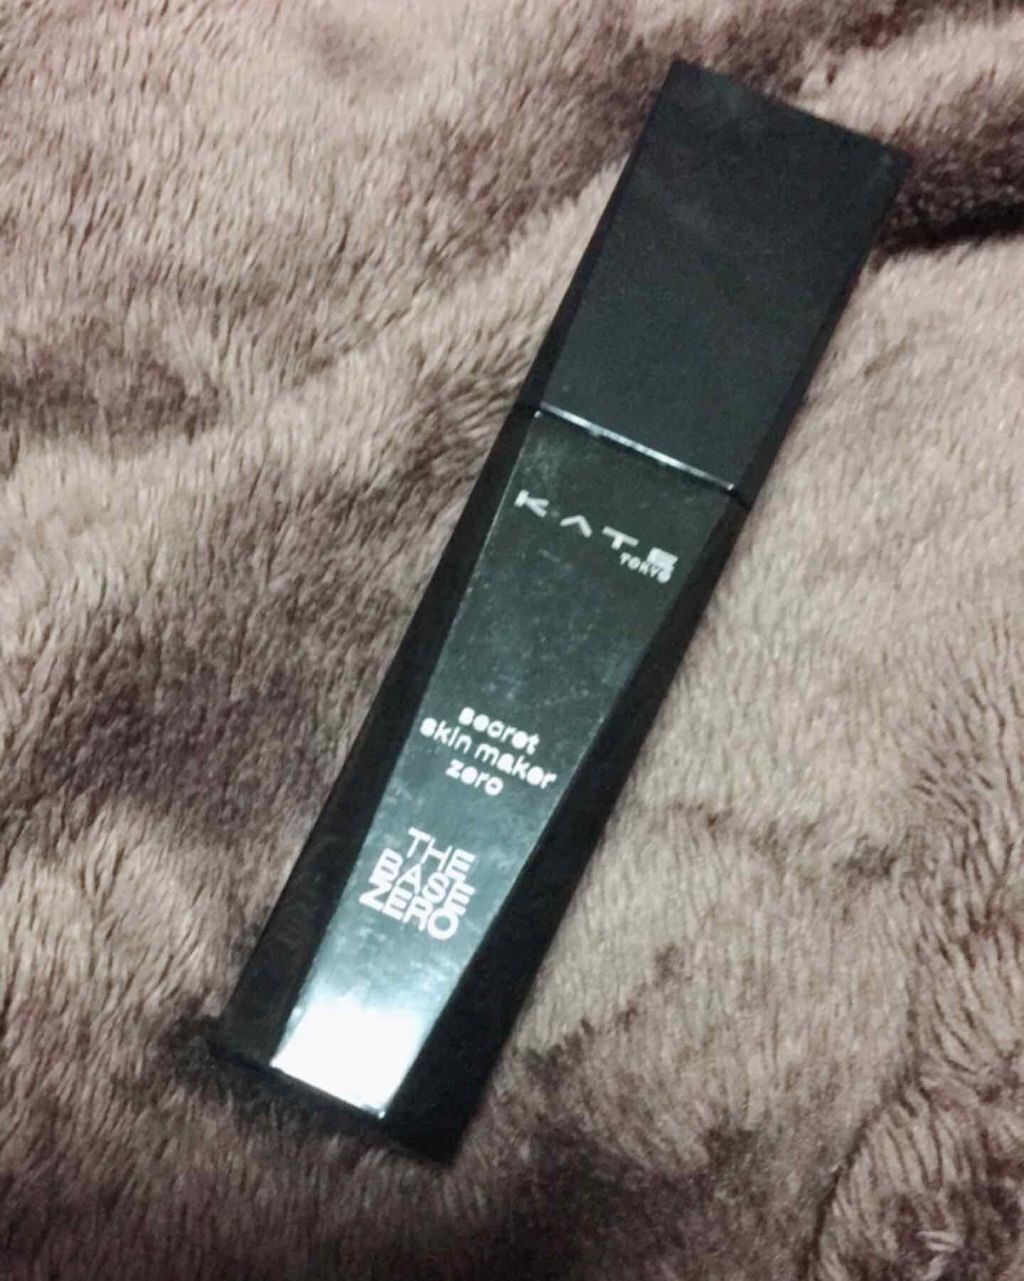 KATE
TOKYO
secret
skin maker
zero
THE
BASE
ZERO